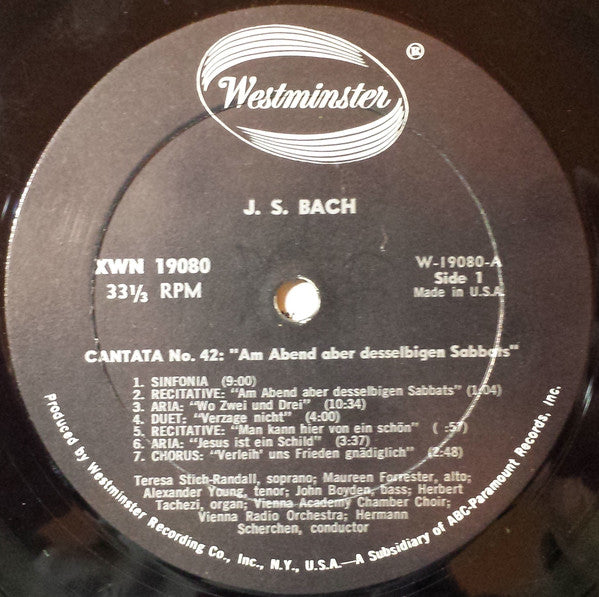 Westminster
®
J. S. BACH
XWN 19080
33⅓ RPM
W-19080-A
Side 1
Made in U.S.A.
CANTATA No. 42: "Am Abend aber desselbigen Sabbats"
1. SINFONIA (9:00)
2. RECITATIVE: "Am Abend aber desselbigen Sabbats" (1:04)
3. ARIA: "Wo Zwei und Drei" (10:34)
4. DUET: "Verzage nicht" (4:00)
5. RECITATIVE: "Man kann hier von ein schön" ( :57)
6. ARIA: "Jesus ist ein Schild" (3:37)
7. CHORUS: "Verleih' uns Frieden gnädiglich" (2:48)
Teresa Stich-Randall, soprano; Maureen Forrester, alto;
Alexander Young, tenor; John Boyden, bass; Herbert
Tachezi, organ; Vienna Academy Chamber Choir;
Vienna Radio Orchestra; Hermann
Scherchen, conductor
Produced by Westminster Recording Co., Inc., N.Y., U.S.A.—A Subsidiary of ABC-Paramount Records, Inc.